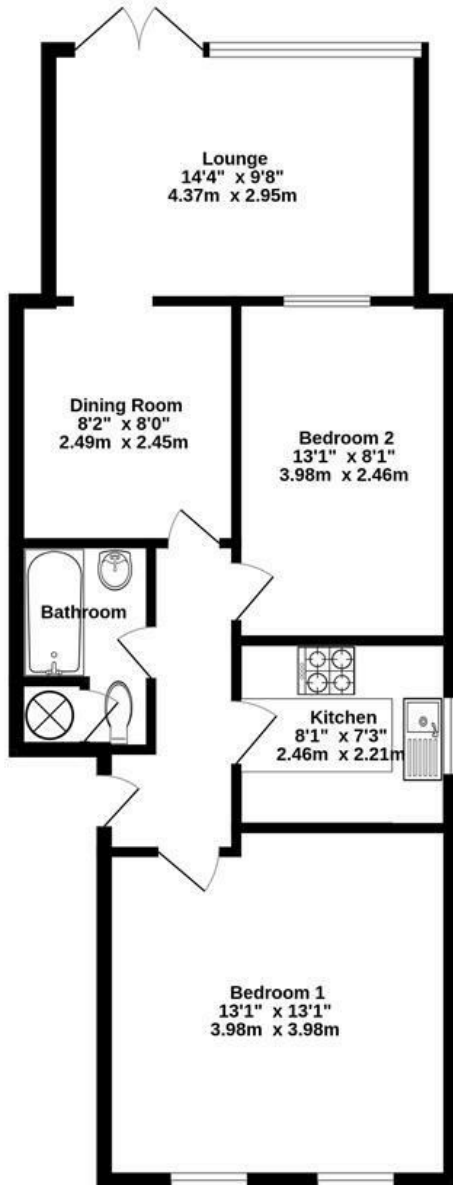 Lounge
14'4" x 9'8"
4.37m x 2.95m
Dining Room
8'2" x 8'0"
2.49m x 2.45m
Bedroom 2
13'1" x 8'1"
3.98m x 2.46m
Bathroom
Kitchen
8'1" x 7'3"
2.46m x 2.21m
Bedroom 1
13'1" x 13'1"
3.98m x 3.98m